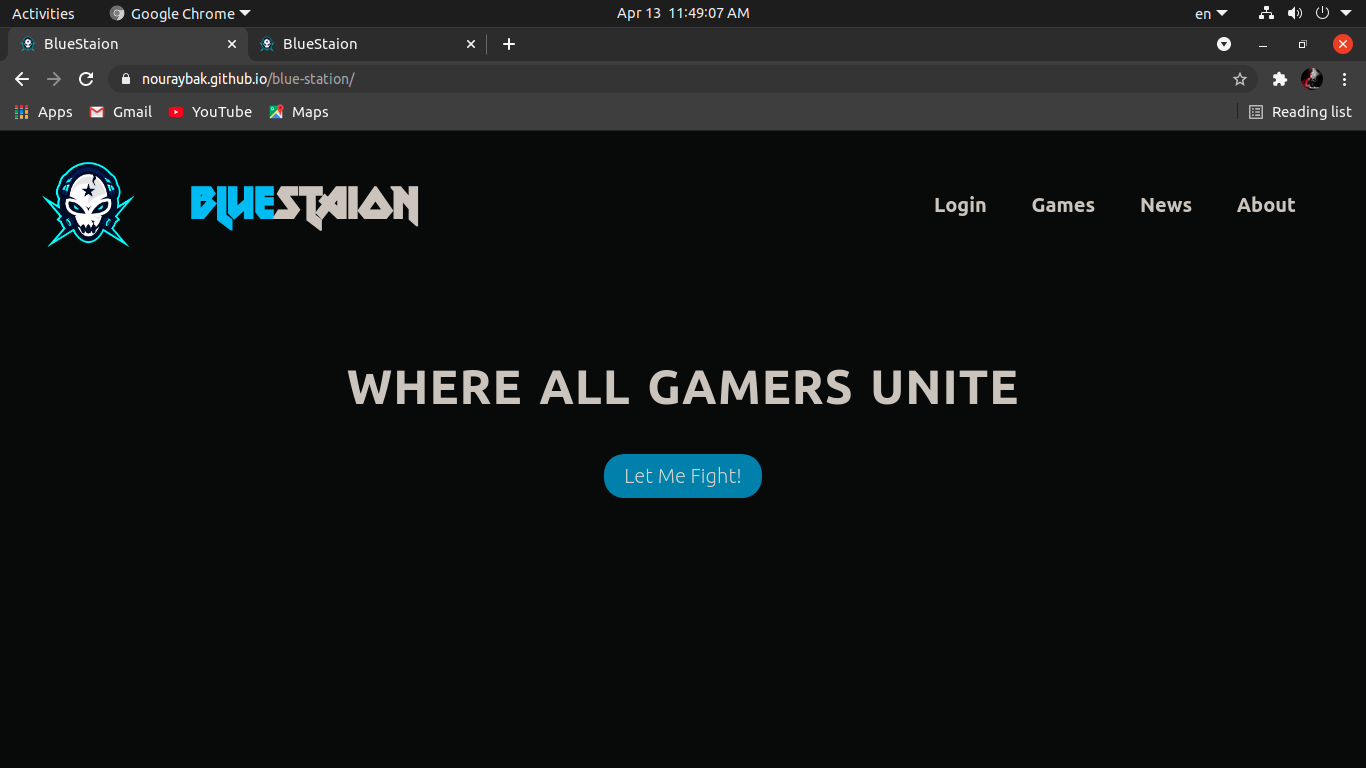 Activities Google Chrome Apr 13 11:49:07 AM en
BlueStaion BlueStaion
nouraybak.github.io/blue-station/
Apps Gmail YouTube Maps Reading list
BLUESTAION Login Games News About
WHERE ALL GAMERS UNITE
Let Me Fight!